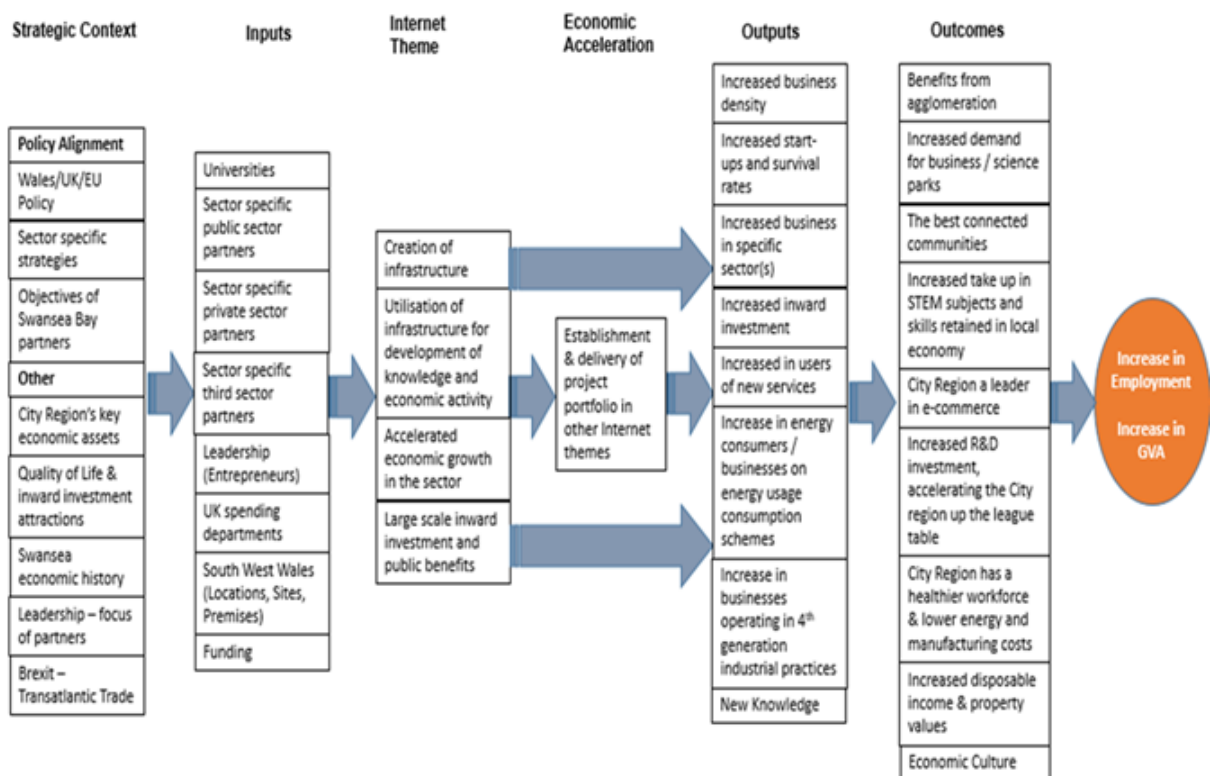 Strategic Context
Inputs
Internet
Theme
Economic
Acceleration
Outputs
Outcomes
Policy Alignment
Wales/UK/EU
Policy
Sector specific
strategies
Objectives of
Swansea Bay
partners
Other
City Region's key
economic assets
Quality of Life &
inward investment
attractions
Swansea
economic history
Leadership – focus
of partners
Brexit –
Transatlantic Trade
Universities
Sector specific
public sector
partners
Sector specific
private sector
partners
Sector specific
third sector
partners
Leadership
(Entrepreneurs)
UK spending
departments
South West Wales
(Locations, Sites,
Premises)
Funding
Creation of
infrastructure
Utilisation of
infrastructure for
development of
knowledge and
economic activity
Accelerated
economic growth
in the sector
Large scale inward
investment and
public benefits
Establishment
& delivery of
project
portfolio in
other Internet
themes
Increased business
density
Increased start-
ups and survival
rates
Increased business
in specific
sector(s)
Increased inward
investment
Increased in users
of new services
Increase in energy
consumers /
businesses on
energy usage
consumption
schemes
Increase in
businesses
operating in 4th
generation
industrial practices
New Knowledge
Benefits from
agglomeration
Increased demand
for business / science
parks
The best connected
communities
Increased take up in
STEM subjects and
skills retained in local
economy
City Region a leader
in e-commerce
Increased R&D
investment,
accelerating the City
region up the league
table
City Region has a
healthier workforce
& lower energy and
manufacturing costs
Increased disposable
income & property
values
Economic Culture
Increase in
Employment
Increase in
GVA